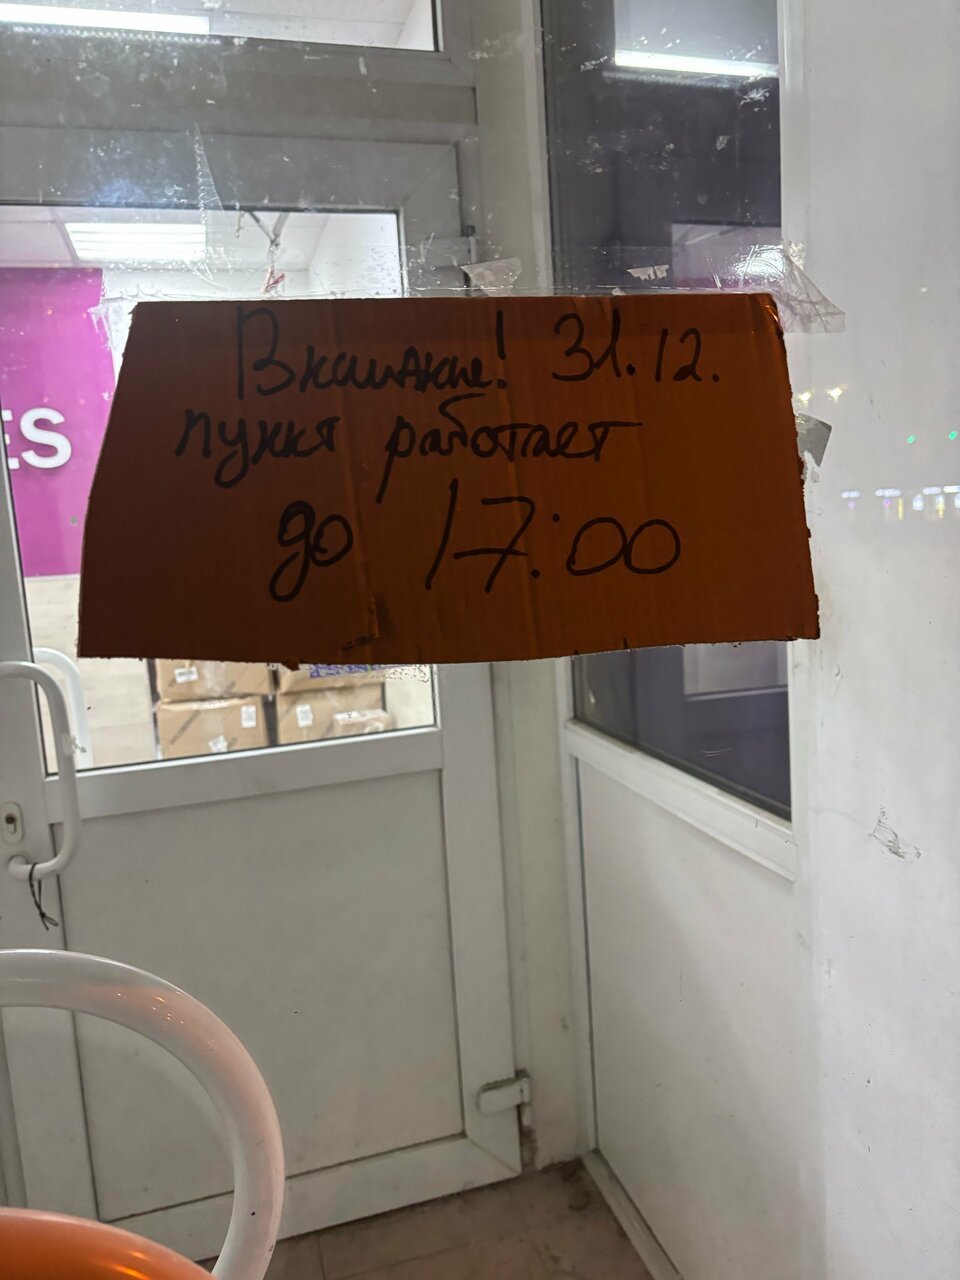 Внимание! 31.12.
пункт работает
до 17:00
ES